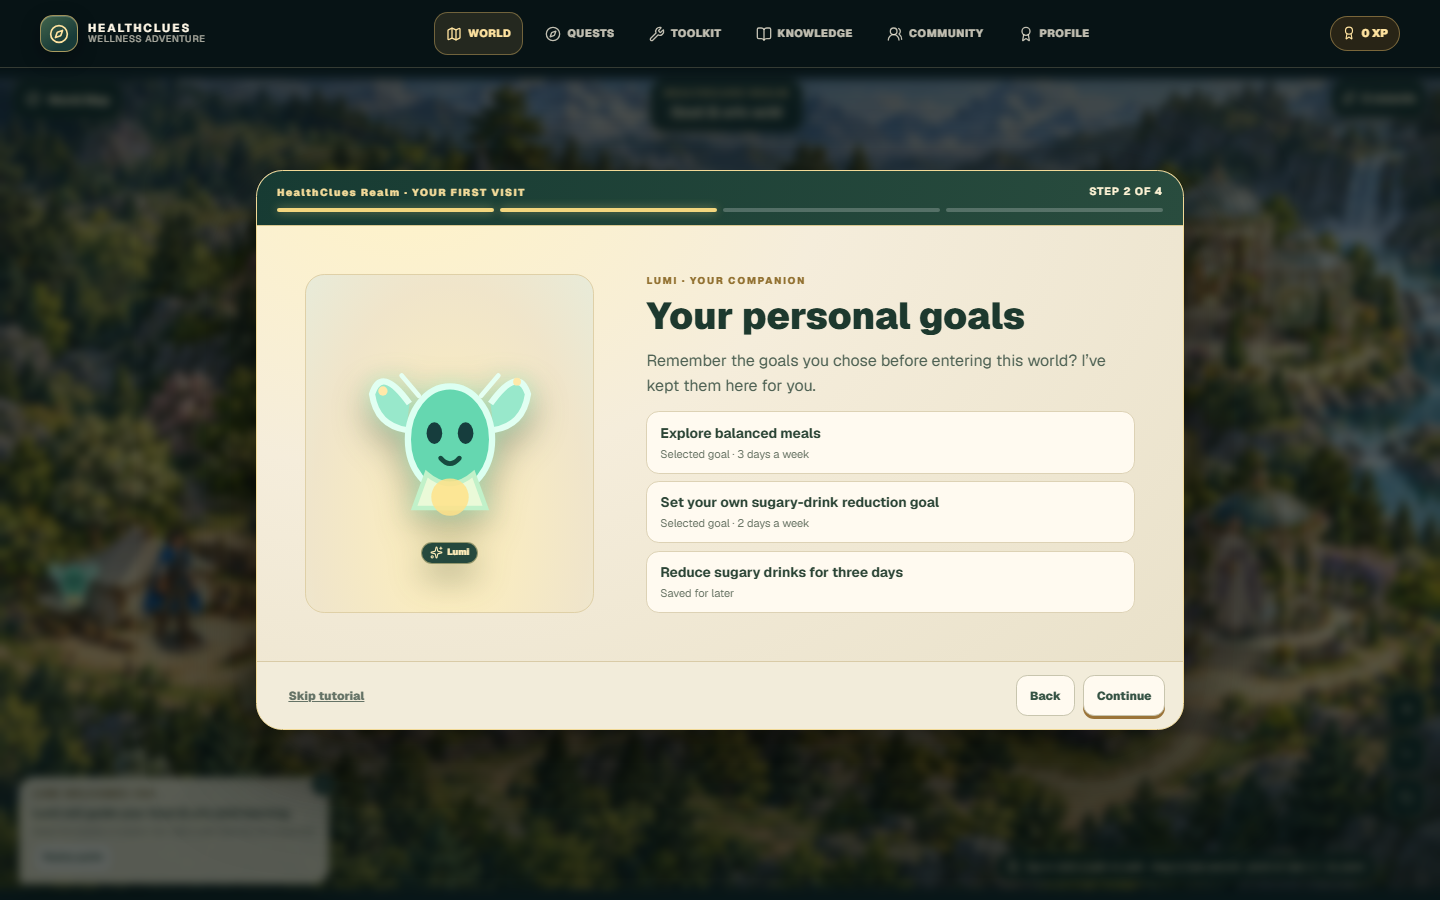 HEALTHCLUES
WELLNESS ADVENTURE
WORLD
QUESTS
TOOLKIT
KNOWLEDGE
COMMUNITY
PROFILE
0 XP
HealthClues Realm · YOUR FIRST VISIT
STEP 2 OF 4
LUMI · YOUR COMPANION
Your personal goals
Remember the goals you chose before entering this world? I’ve
kept them here for you.
Explore balanced meals
Selected goal · 3 days a week
Set your own sugary-drink reduction goal
Selected goal · 2 days a week
Reduce sugary drinks for three days
Saved for later
Lumi
Skip tutorial
Back
Continue